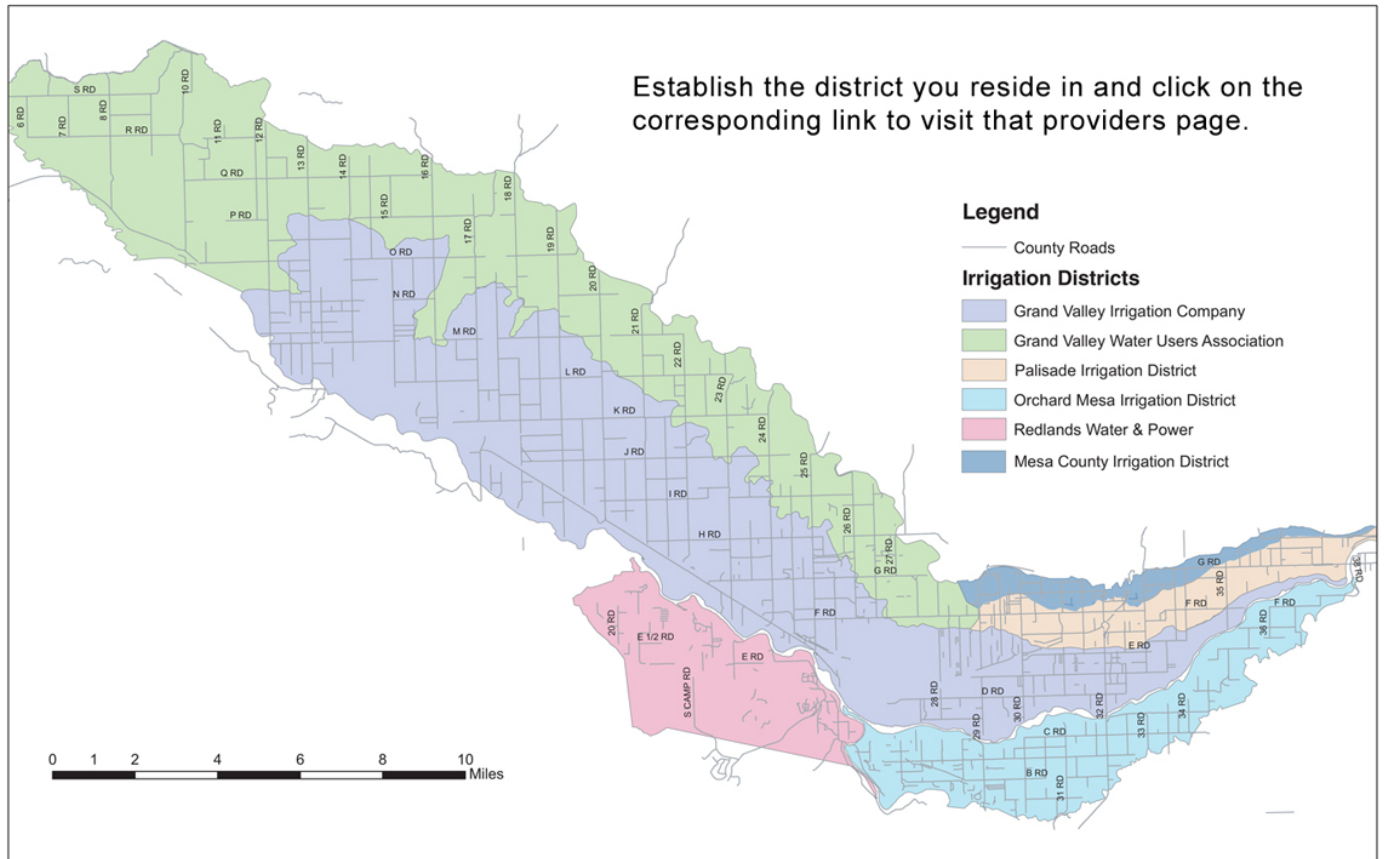 Establish the district you reside in and click on the
corresponding link to visit that providers page.
Legend
County Roads
Irrigation Districts
Grand Valley Irrigation Company
Grand Valley Water Users Association
Palisade Irrigation District
Orchard Mesa Irrigation District
Redlands Water & Power
Mesa County Irrigation District
S RD
6 RD
7 RD
8 RD
10 RD
R RD
11 RD
12 RD
13 RD
14 RD
16 RD
Q RD
15 RD
18 RD
P RD
17 RD
19 RD
O RD
20 RD
N RD
21 RD
M RD
22 RD
L RD
23 RD
K RD
24 RD
J RD
25 RD
I RD
26 RD
H RD
27 RD
G RD
G RD
35 RD
38 RD
F RD
F RD
F RD
20 RD
E 1/2 RD
E RD
E RD
36 RD
S CAMP RD
28 RD
D RD
30 RD
32 RD
34 RD
29 RD
C RD
33 RD
B RD
31 RD
0 1 2 4 6 8 10
Miles